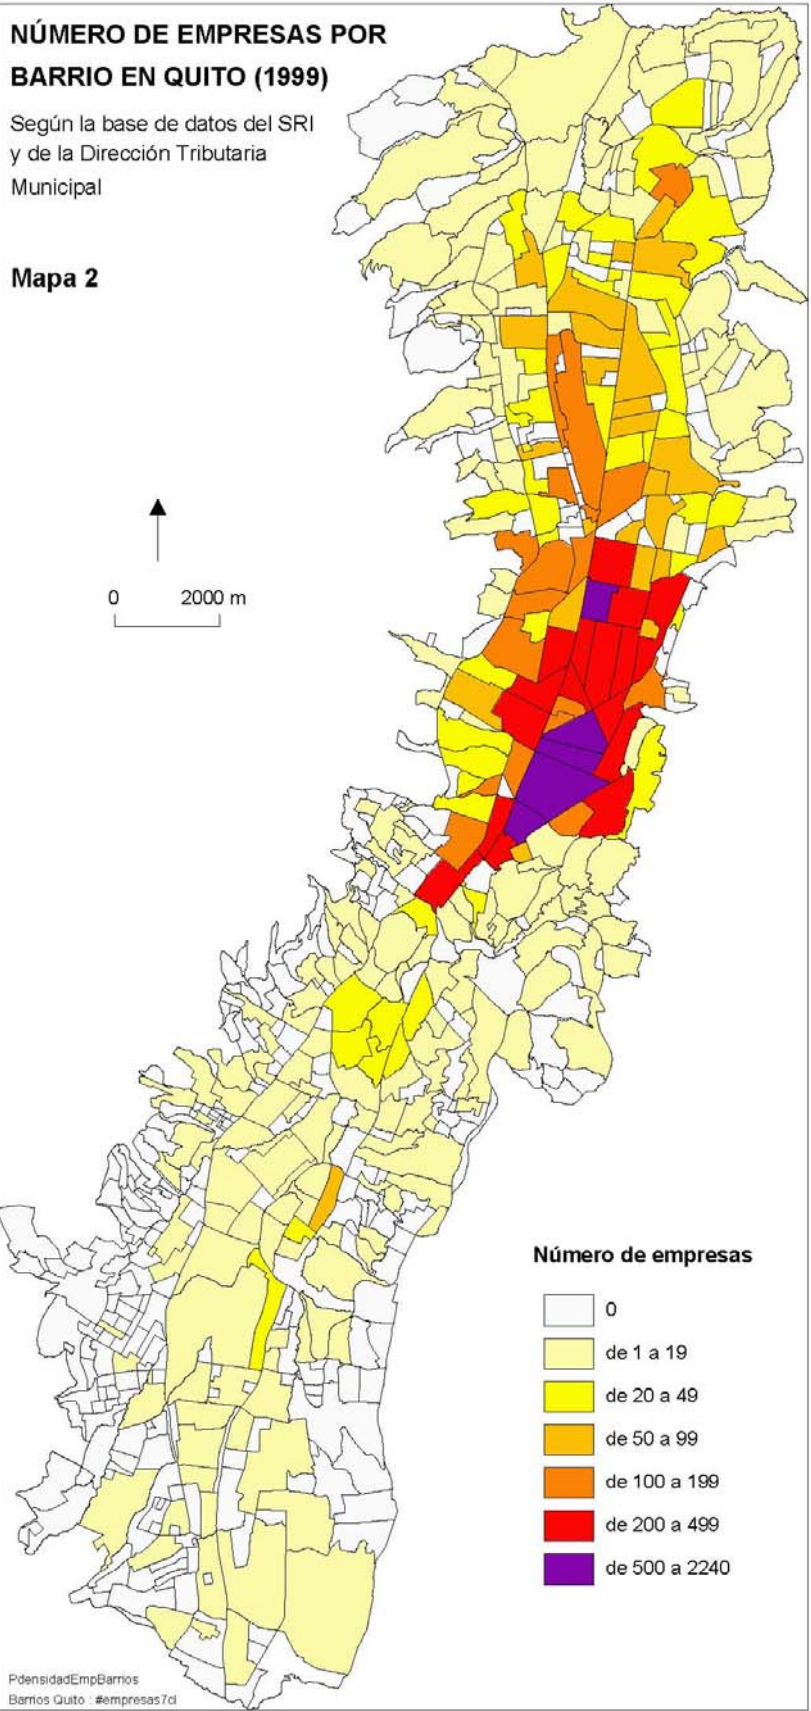 NÚMERO DE EMPRESAS POR
BARRIO EN QUITO (1999)
Según la base de datos del SRI
y de la Dirección Tributaria
Municipal
Mapa 2
0 2000 m
Número de empresas
0
de 1 a 19
de 20 a 49
de 50 a 99
de 100 a 199
de 200 a 499
de 500 a 2240
PdensidadEmpBarrios
Barrios Quito : #empresas7cl